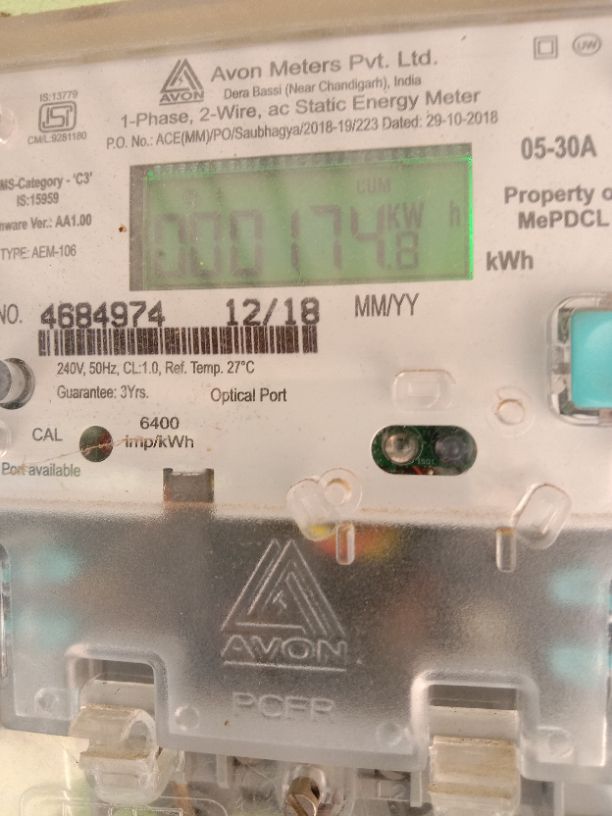 Avon Meters Pvt. Ltd.
AVON
Dera Bassi (Near Chandigarh), India
IS:13779
ISI
CM/L:9281180
1-Phase, 2-Wire, ac Static Energy Meter
P.O. No.: ACE(MM)/PO/Saubhagya/2018-19/223 Dated: 29-10-2018
UW
05-30A
MS-Category - 'C3'
IS:15959
mware Ver.: AA1.00
TYPE: AEM-106
CUM
000174.8
KW h
kWh
Property o
MePDCL
NO. 4684974 12/18 MM/YY
240V, 50Hz, CL:1.0, Ref. Temp. 27°C
Guarantee: 3Yrs. Optical Port
CAL
6400
imp/kWh
Port available
AVON